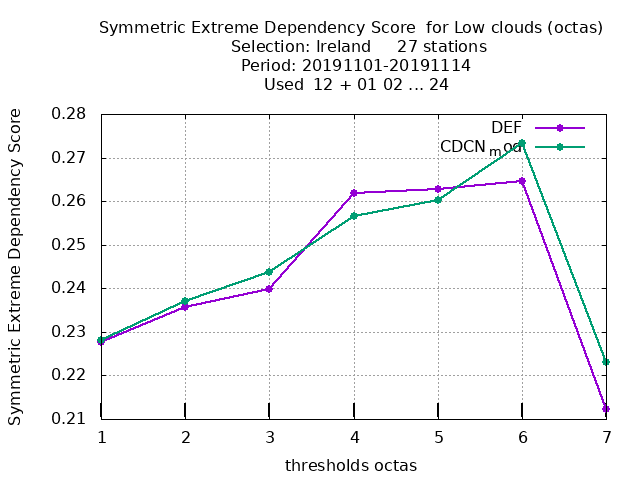 Symmetric Extreme Dependency Score  for Low clouds (octas)
Selection: Ireland     27 stations
Period: 20191101-20191114
Used  12 + 01 02 ... 24
Symmetric Extreme Dependency Score
0.28
0.27
0.26
0.25
0.24
0.23
0.22
0.21
DEF
CDCN mod
1 2 3 4 5 6 7
thresholds octas